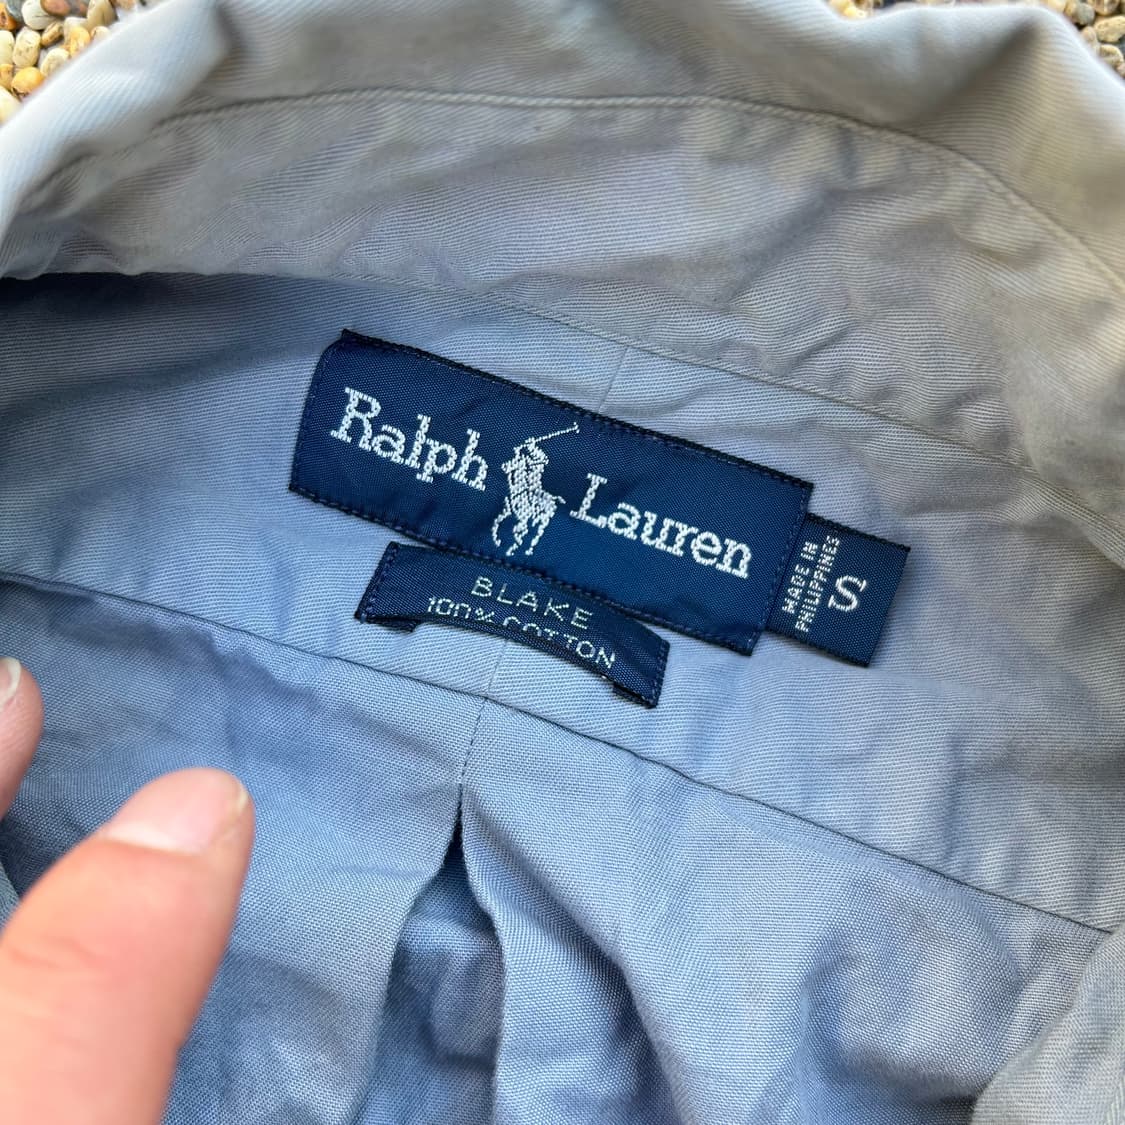 Ralph Lauren
BLAKE
100% COTTON
MADE IN
PHILIPPINES
S